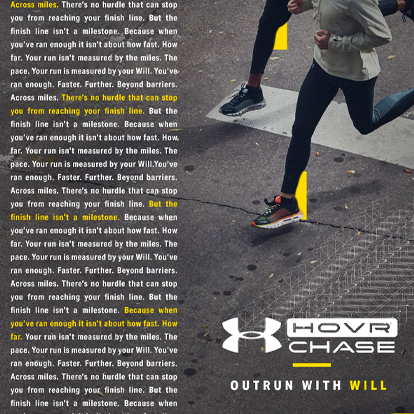 Across miles. There's no hurdle that can stop
you from reaching your finish line. But the
finish line isn't a milestone. Because when
you've ran enough it isn't about how fast. How
far. Your run isn't measured by the miles. The
pace. Your run is measured by your Will. You've
ran enough. Faster. Further. Beyond barriers.
Across miles. There's no hurdle that can stop
you from reaching your finish line. But the
finish line isn't a milestone. Because when
you've ran enough it isn't about how fast. How
far. Your run isn't measured by the miles. The
pace. Your run is measured by your Will.You've
ran enough. Faster. Further. Beyond barriers.
Across miles. There's no hurdle that can stop
you from reaching your finish line. But the
finish line isn't a milestone. Because when
you've ran enough it isn't about how fast. How
far. Your run isn't measured by the miles. The
pace. Your run is measured by your Will. You've
ran enough. Faster. Further. Beyond barriers.
Across miles. There's no hurdle that can stop
you from reaching your finish line. But the
finish line isn't a milestone. Because when
you've ran enough it isn't about how fast. How
far. Your run isn't measured by the miles. The
pace. Your run is measured by your Will. You've
ran enough. Faster. Further. Beyond barriers.
Across miles. There's no hurdle that can stop
you from reaching your finish line. But the
HOVR
CHASE
OUTRUN WITH WILL